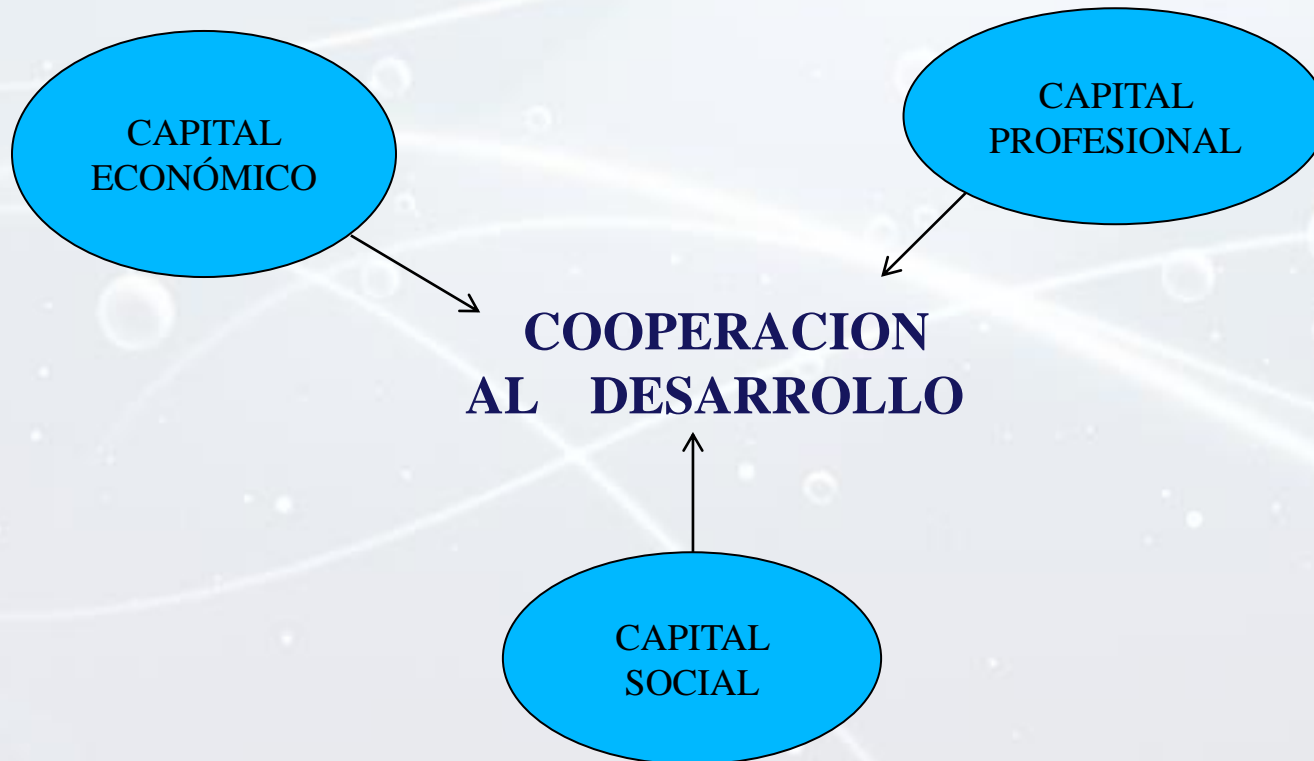 CAPITAL
ECONÓMICO
CAPITAL
PROFESIONAL
COOPERACION
AL DESARROLLO
CAPITAL
SOCIAL